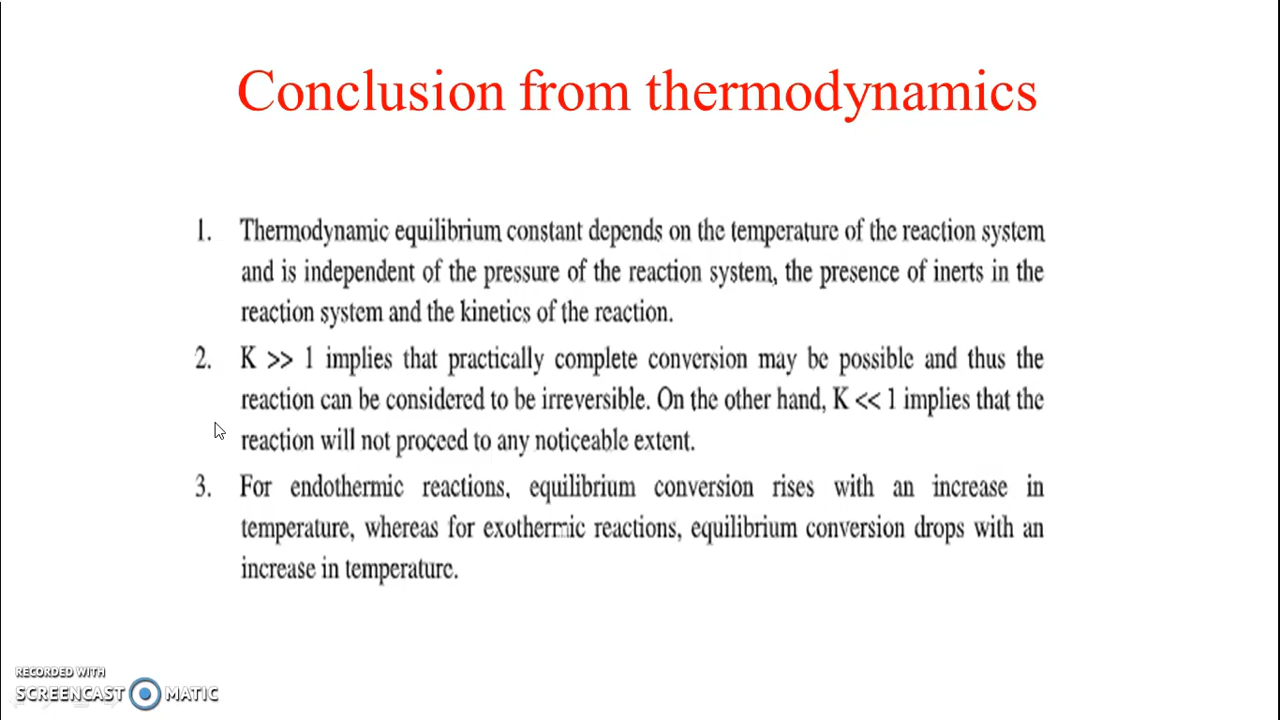 Conclusion from thermodynamics
1. Thermodynamic equilibrium constant depends on the temperature of the reaction system
and is independent of the pressure of the reaction system, the presence of inerts in the
reaction system and the kinetics of the reaction.
2. K >> 1 implies that practically complete conversion may be possible and thus the
reaction can be considered to be irreversible. On the other hand, K << 1 implies that the
reaction will not proceed to any noticeable extent.
3. For endothermic reactions, equilibrium conversion rises with an increase in
temperature, whereas for exothermic reactions, equilibrium conversion drops with an
increase in temperature.
RECORDED WITH
SCREENCAST MATIC